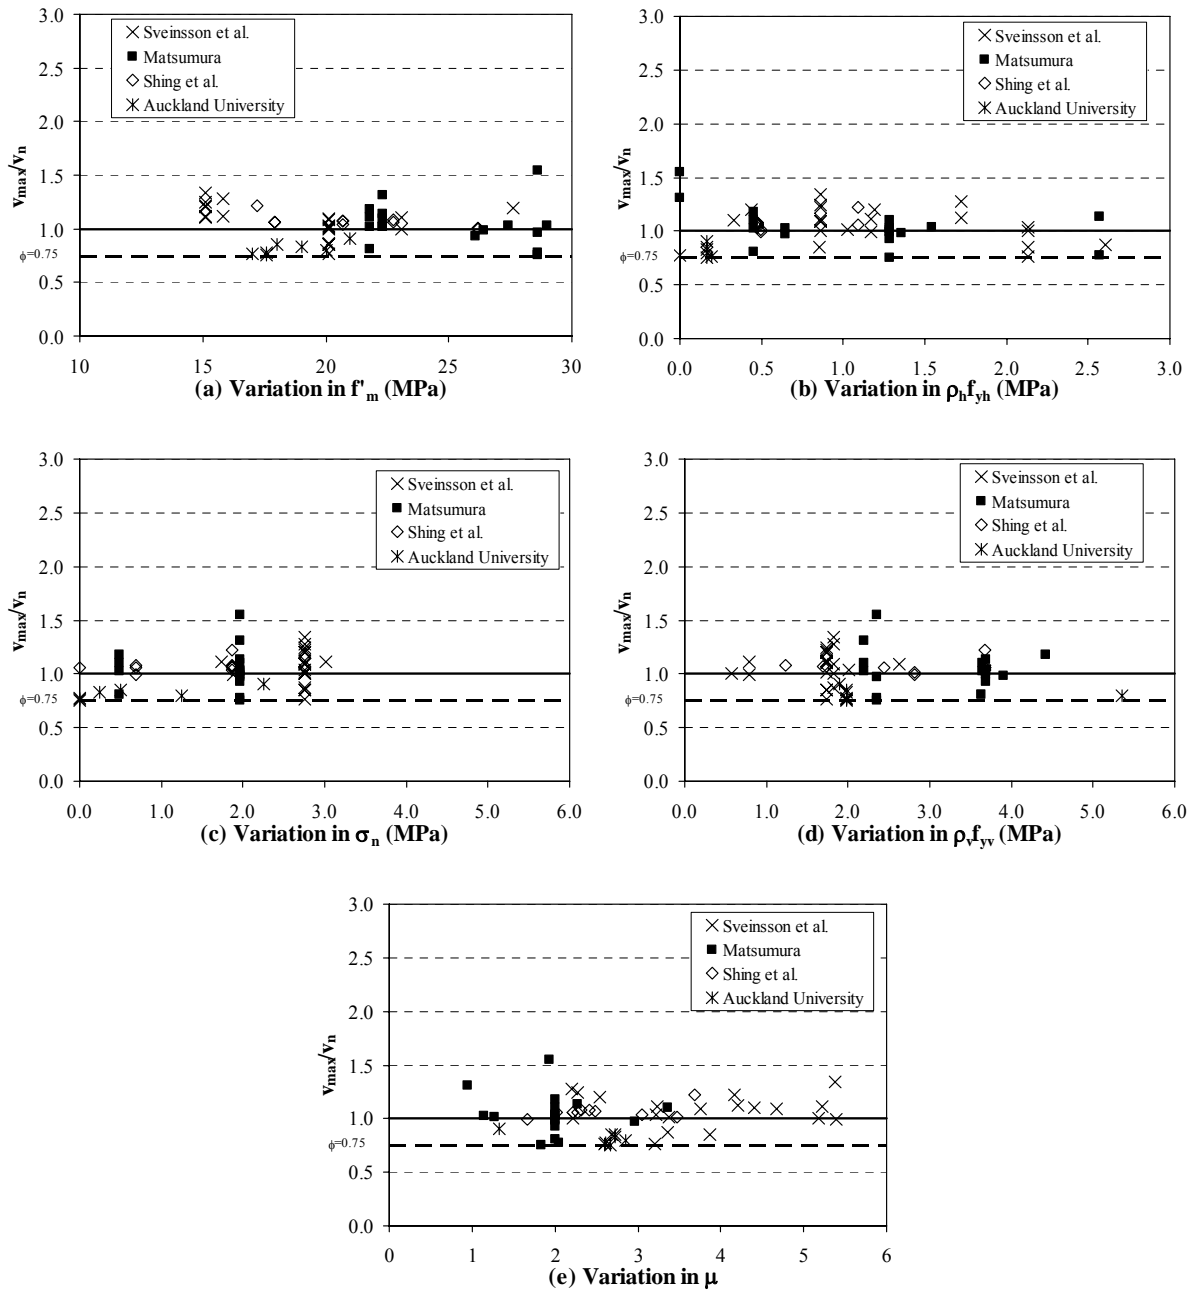 3.0
2.5
2.0
1.5
1.0
0.5
0.0
vmax/vn
ϕ=0.75
Sveinsson et al.
Matsumura
Shing et al.
Auckland University
10 15 20 25 30
(a) Variation in f'm (MPa)
3.0
2.5
2.0
1.5
1.0
0.5
0.0
vmax/vn
ϕ=0.75
Sveinsson et al.
Matsumura
Shing et al.
Auckland University
0.0 0.5 1.0 1.5 2.0 2.5 3.0
(b) Variation in ρhfyh (MPa)
3.0
2.5
2.0
1.5
1.0
0.5
0.0
vmax/vn
ϕ=0.75
Sveinsson et al.
Matsumura
Shing et al.
Auckland University
0.0 1.0 2.0 3.0 4.0 5.0 6.0
(c) Variation in σn (MPa)
3.0
2.5
2.0
1.5
1.0
0.5
0.0
vmax/vn
ϕ=0.75
Sveinsson et al.
Matsumura
Shing et al.
Auckland University
0.0 1.0 2.0 3.0 4.0 5.0 6.0
(d) Variation in ρvfyv (MPa)
3.0
2.5
2.0
1.5
1.0
0.5
0.0
vmax/vn
ϕ=0.75
Sveinsson et al.
Matsumura
Shing et al.
Auckland University
0 1 2 3 4 5 6
(e) Variation in μ